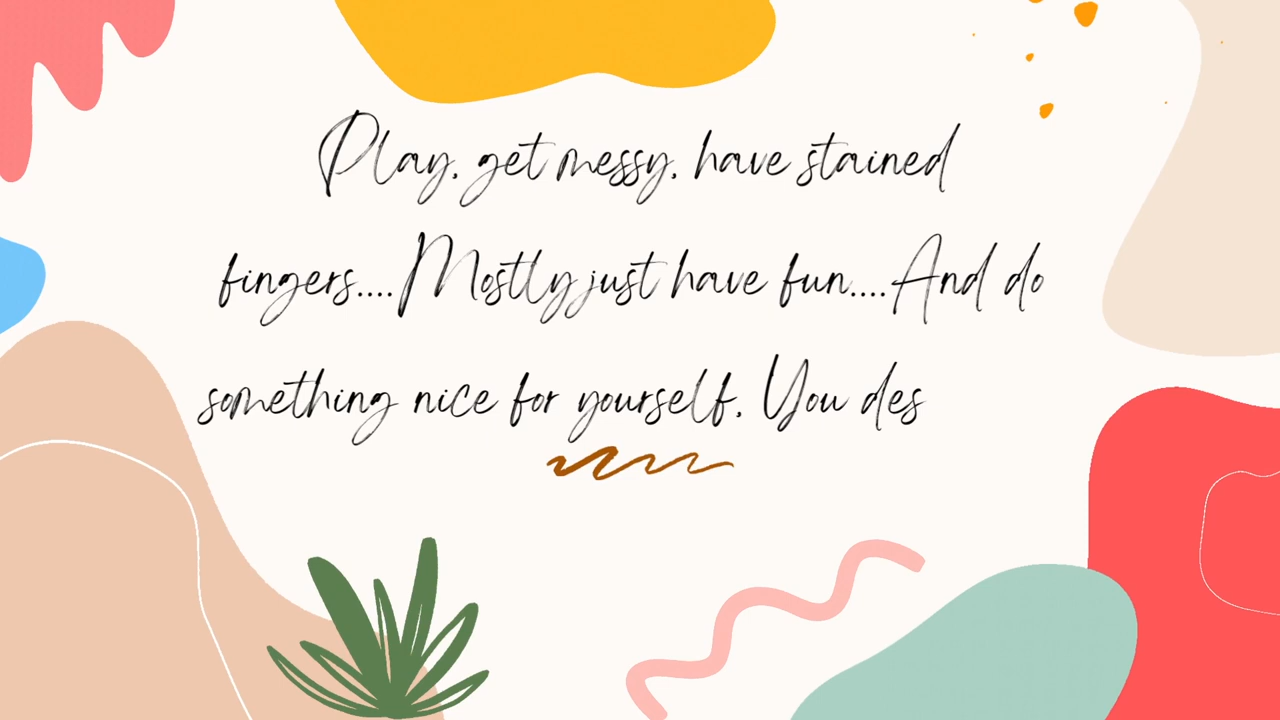 Play, get messy, have stained
fingers....Mostly just have fun....And do
something nice for yourself. You des